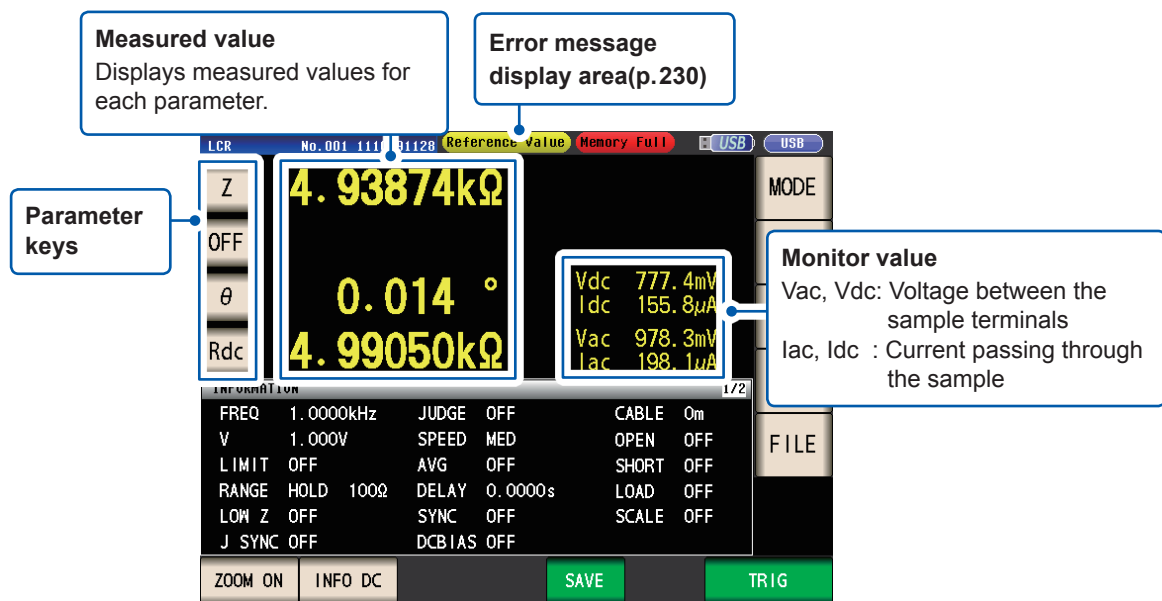 Measured value
Displays measured values for
each parameter.
Error message
display area(p.230)
LCR No.001 Reference Value Memory Full USB USB
Parameter
keys
Z
OFF
θ
Rdc
4.93874kΩ
0.014 °
4.99050kΩ
Vdc 777.4mV
Idc 155.8μA
Vac 978.3mV
Iac 198.1μA
MODE
Monitor value
Vac, Vdc: Voltage between the
sample terminals
Iac, Idc : Current passing through
the sample
INFORMATION 1/2
FREQ 1.0000kHz JUDGE OFF CABLE 0m
V 1.000V SPEED MED OPEN OFF
LIMIT OFF AVG OFF SHORT OFF
RANGE HOLD 100Ω DELAY 0.0000s LOAD OFF
LOW Z OFF SYNC OFF SCALE OFF
J SYNC OFF DCBIAS OFF
FILE
ZOOM ON INFO DC SAVE TRIG